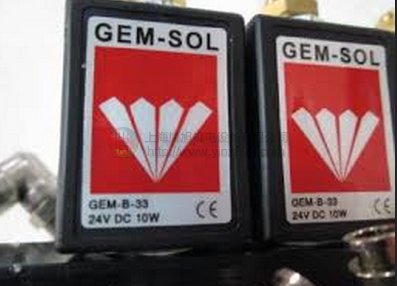 GEM-SOL
GEM-B-33
24V DC 10W
CE
GEM-SOL
GEM-B-33
24V DC 10W
CE